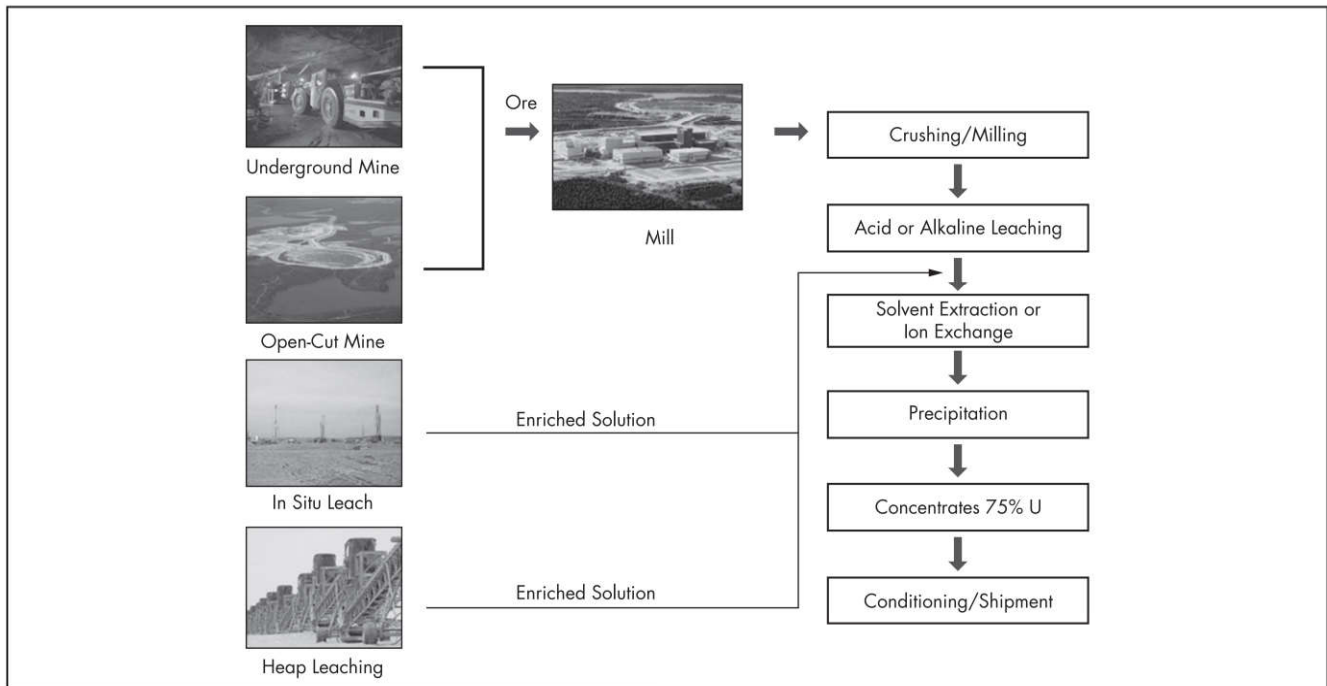 Underground Mine
Ore
Mill
Open-Cut Mine
In Situ Leach
Enriched Solution
Heap Leaching
Enriched Solution
Crushing/Milling
Acid or Alkaline Leaching
Solvent Extraction or
Ion Exchange
Precipitation
Concentrates 75% U
Conditioning/Shipment